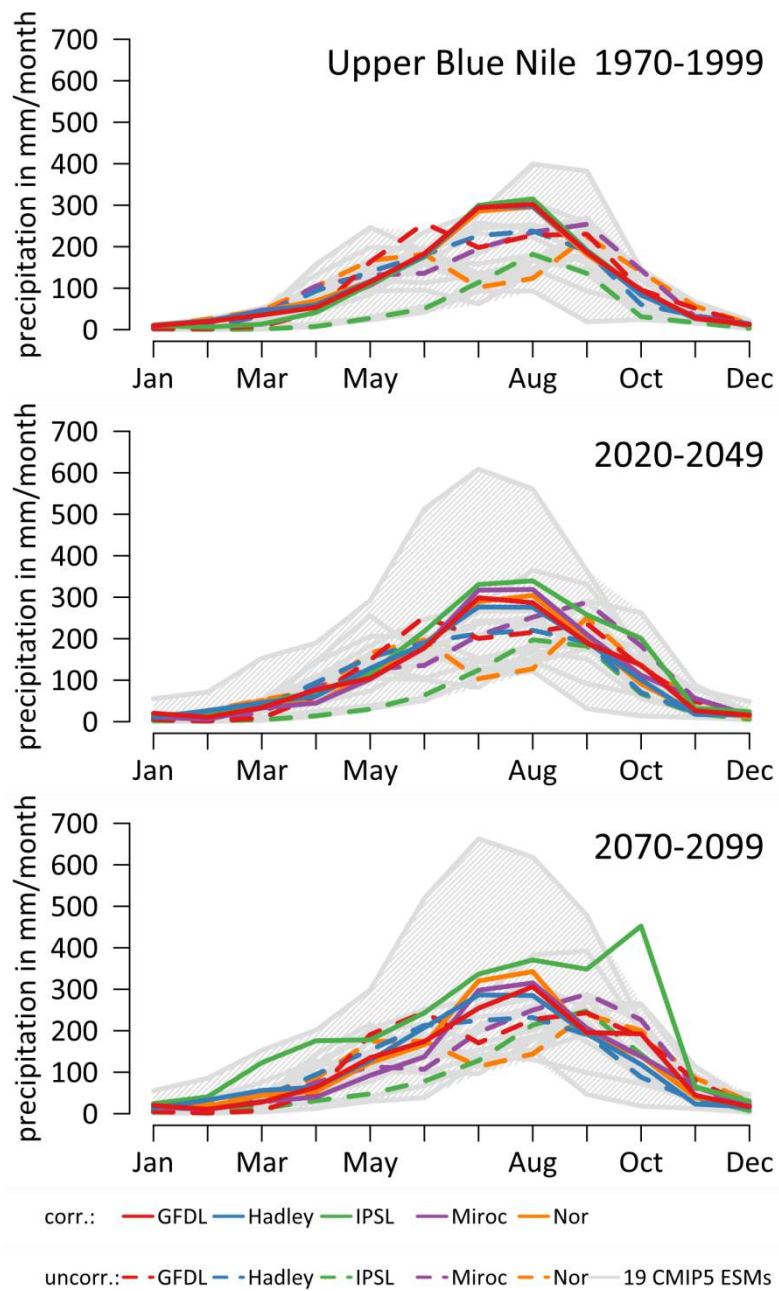 700
600
500
400
300
200
100
0
precipitation in mm/month
Upper Blue Nile 1970-1999
Jan Mar May Aug Oct Dec
700
600
500
400
300
200
100
0
precipitation in mm/month
2020-2049
Jan Mar May Aug Oct Dec
700
600
500
400
300
200
100
0
precipitation in mm/month
2070-2099
Jan Mar May Aug Oct Dec
corr.: GFDL Hadley IPSL Miroc Nor
uncorr.: GFDL Hadley IPSL Miroc Nor 19 CMIP5 ESMs